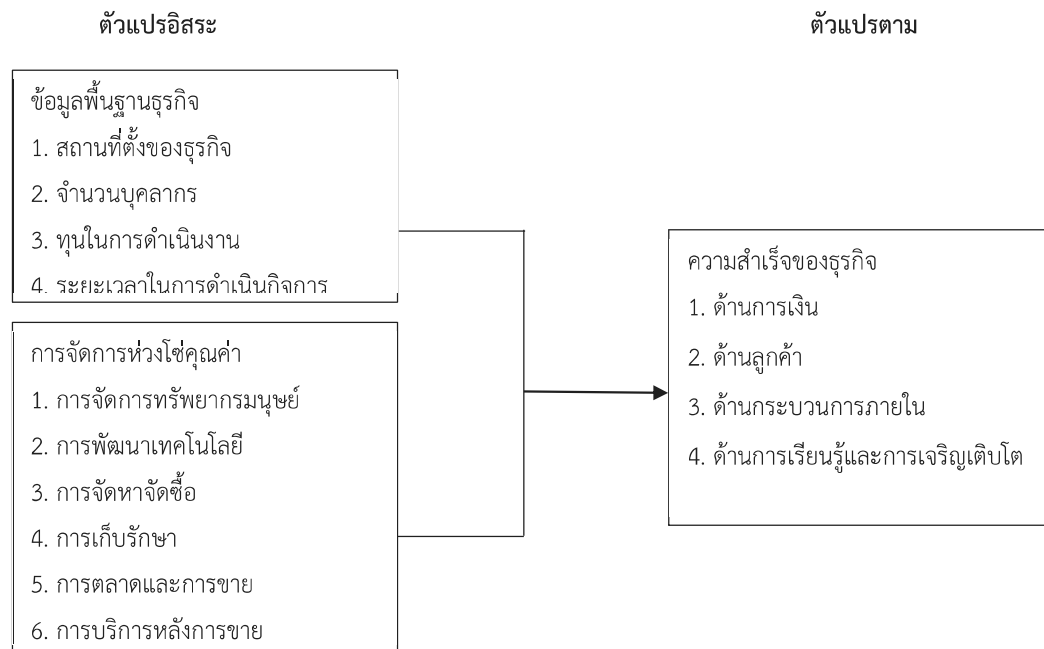 ตัวแปรอิสระ
ตัวแปรตาม
ข้อมูลพื้นฐานธุรกิจ
1. สถานที่ตั้งของธุรกิจ
2. จำนวนบุคลากร
3. ทุนในการดำเนินงาน
4. ระยะเวลาในการดำเนินกิจการ
การจัดการห่วงโซ่คุณค่า
1. การจัดการทรัพยากรมนุษย์
2. การพัฒนาเทคโนโลยี
3. การจัดหาจัดซื้อ
4. การเก็บรักษา
5. การตลาดและการขาย
6. การบริการหลังการขาย
ความสำเร็จของธุรกิจ
1. ด้านการเงิน
2. ด้านลูกค้า
3. ด้านกระบวนการภายใน
4. ด้านการเรียนรู้และการเจริญเติบโต